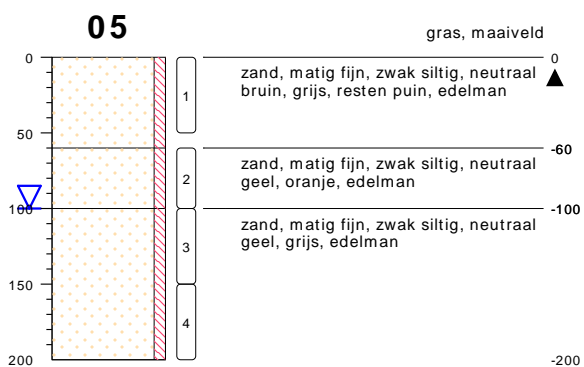 05
gras, maaiveld
0
0
zand, matig fijn, zwak siltig, neutraal
bruin, grijs, resten puin, edelman
1
50
-60
zand, matig fijn, zwak siltig, neutraal
geel, oranje, edelman
2
100
-100
zand, matig fijn, zwak siltig, neutraal
geel, grijs, edelman
3
150
4
200
-200